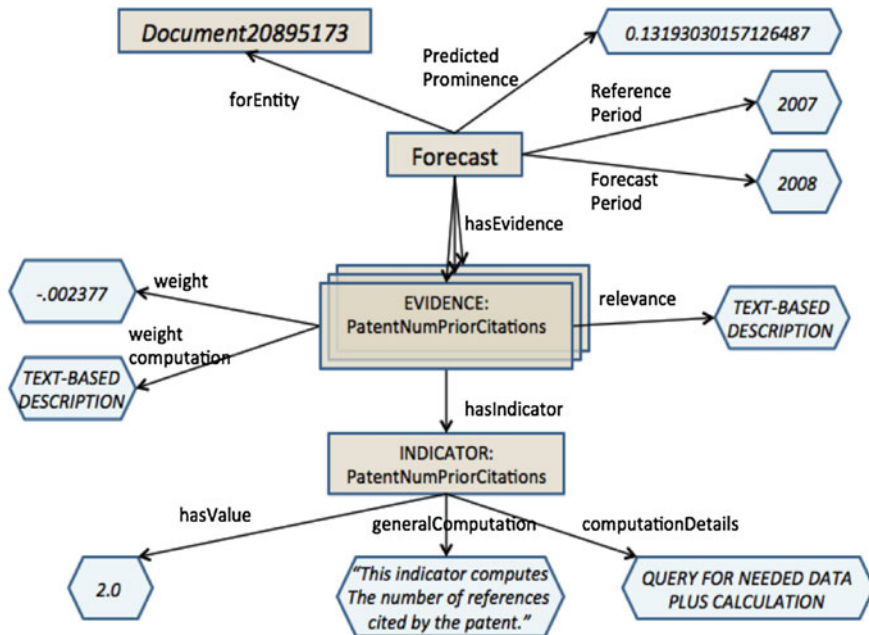 Document20895173
Predicted
Prominence
0.13193030157126487
forEntity
Reference
Period
2007
Forecast
Forecast
Period
2008
hasEvidence
-.002377
weight
EVIDENCE:
PatentNumPriorCitations
relevance
TEXT-BASED
DESCRIPTION
weight
computation
TEXT-BASED
DESCRIPTION
hasIndicator
INDICATOR:
PatentNumPriorCitations
hasValue
generalComputation
computationDetails
2.0
“This indicator computes
The number of references
cited by the patent.”
QUERY FOR NEEDED DATA
PLUS CALCULATION